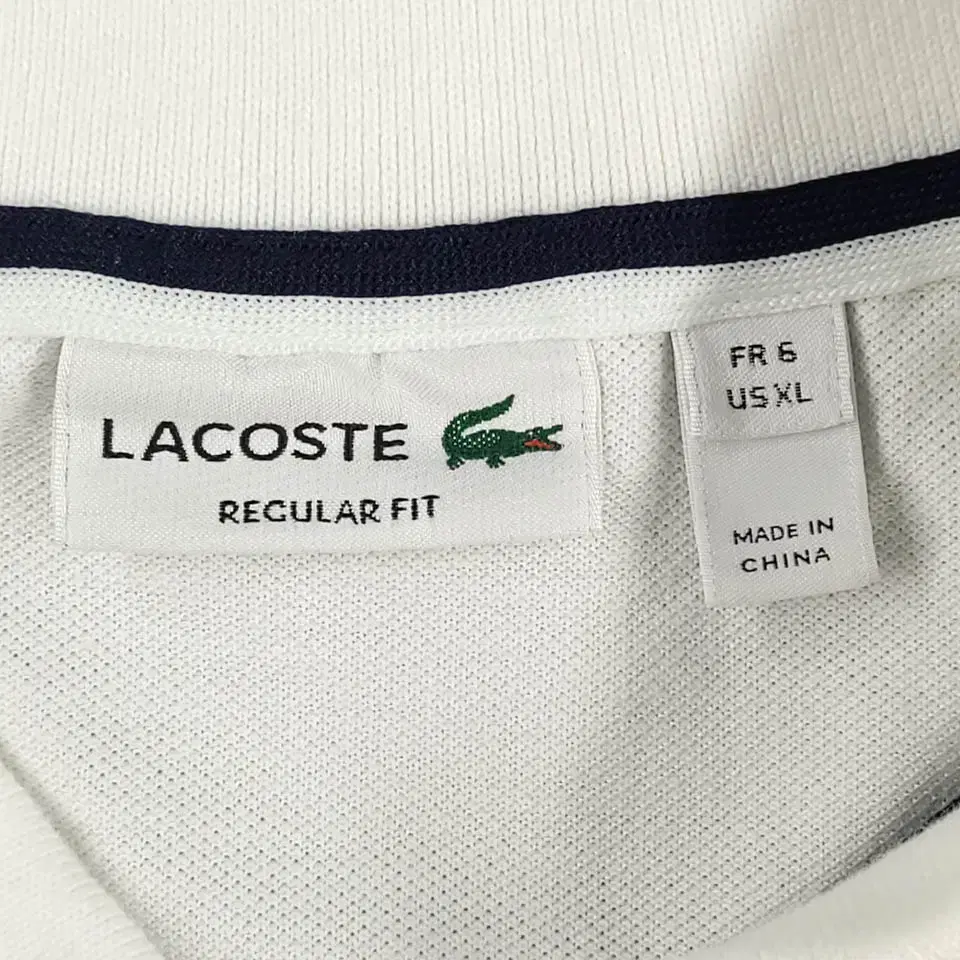 LACOSTE
REGULAR FIT
FR 6
US XL
MADE IN
CHINA